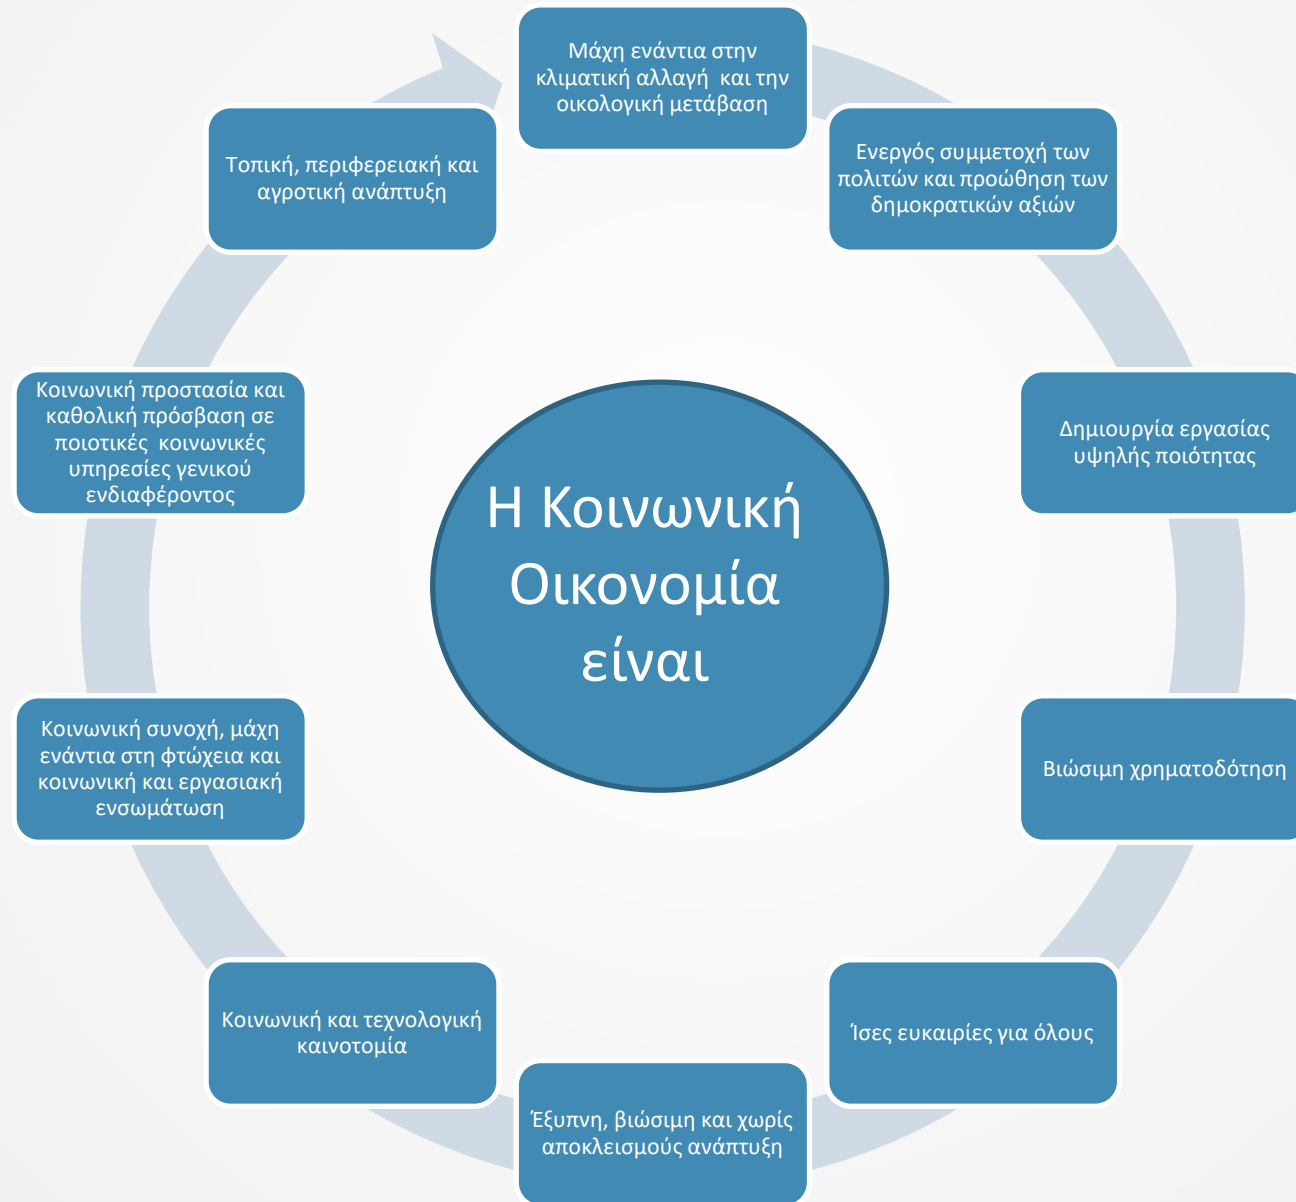 Μάχη ενάντια στην
κλιματική αλλαγή και την
οικολογική μετάβαση
Ενεργός συμμετοχή των
πολιτών και προώθηση των
δημοκρατικών αξιών
Δημιουργία εργασίας
υψηλής ποιότητας
Βιώσιμη χρηματοδότηση
Ίσες ευκαιρίες για όλους
Έξυπνη, βιώσιμη και χωρίς
αποκλεισμούς ανάπτυξη
Κοινωνική και τεχνολογική
καινοτομία
Κοινωνική συνοχή, μάχη
ενάντια στη φτώχεια και
κοινωνική και εργασιακή
ενσωμάτωση
Κοινωνική προστασία και
καθολική πρόσβαση σε
ποιοτικές κοινωνικές
υπηρεσίες γενικού
ενδιαφέροντος
Τοπική, περιφερειακή και
αγροτική ανάπτυξη
Η Κοινωνική
Οικονομία
είναι